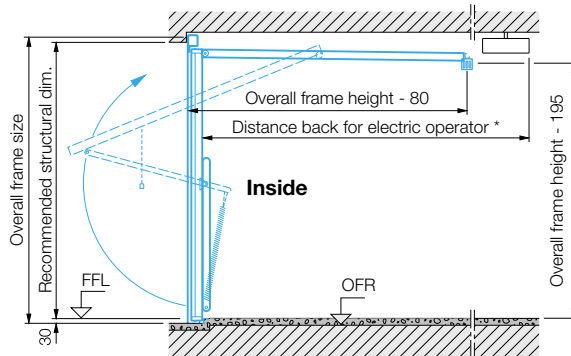 Overall frame size
Recommended structural dim.
Overall frame height - 80
Distance back for electric operator *
Overall frame height - 195
Inside
FFL
OFR
30